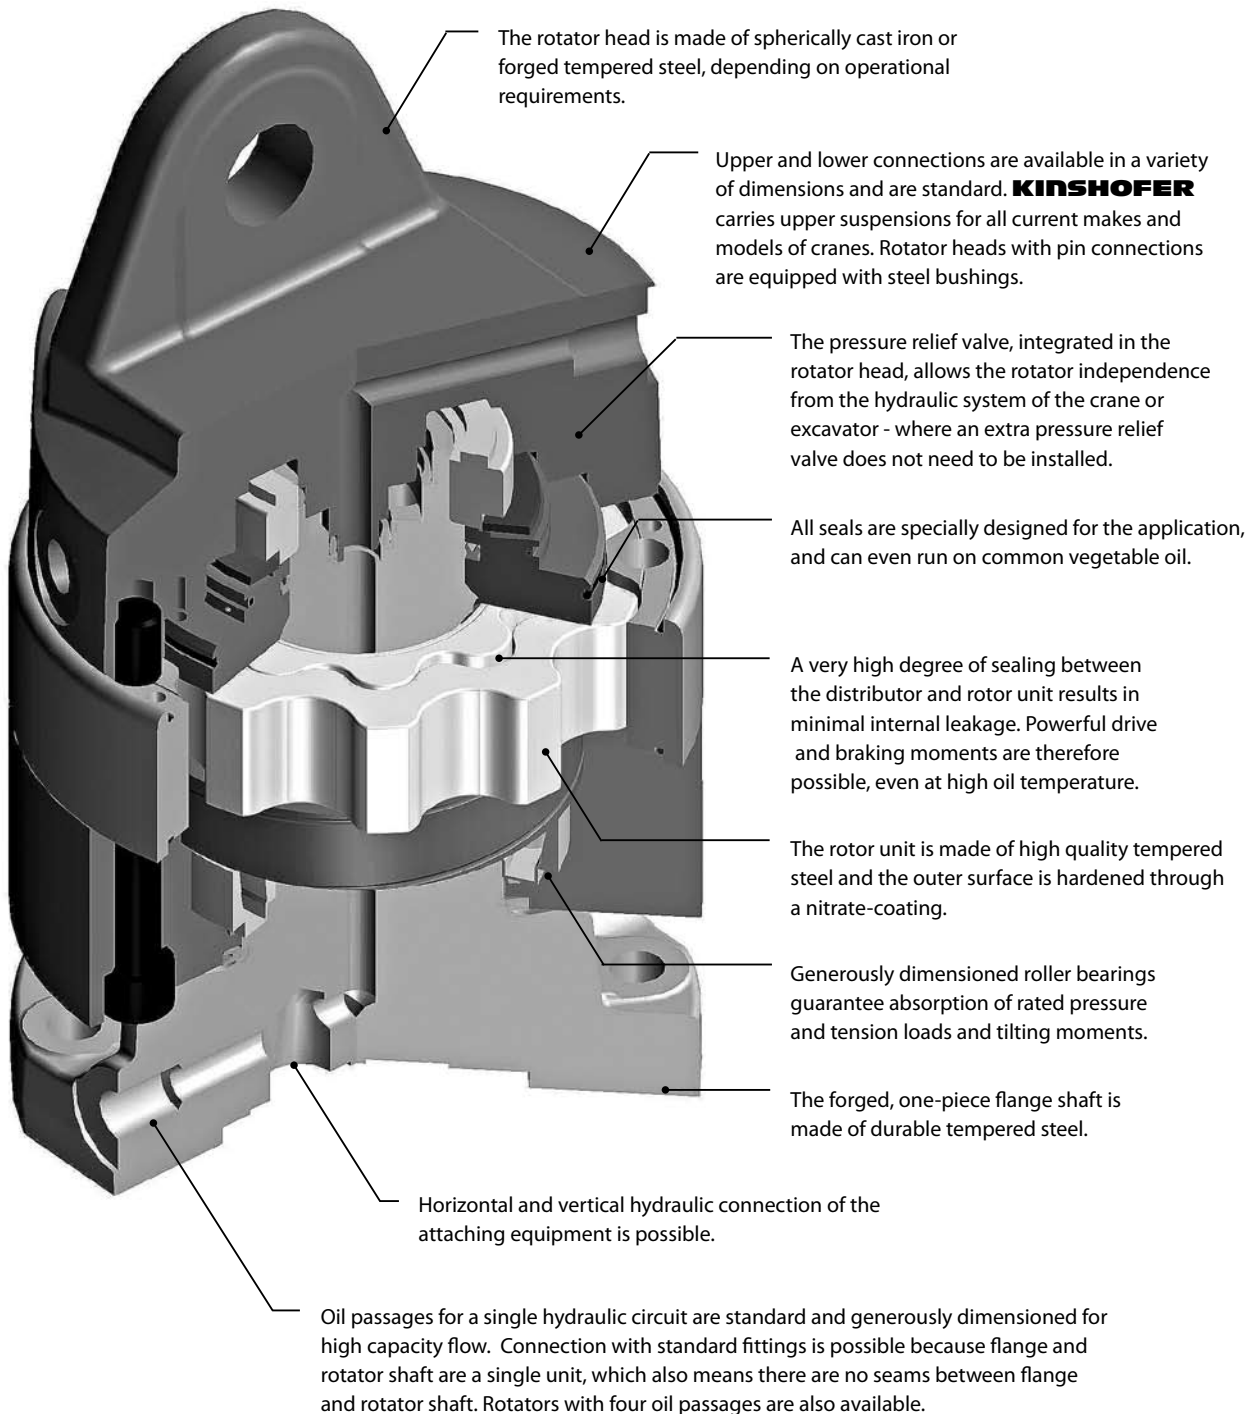 The rotator head is made of spherically cast iron or
forged tempered steel, depending on operational
requirements.
Upper and lower connections are available in a variety
of dimensions and are standard. KINSHOFER
carries upper suspensions for all current makes and
models of cranes. Rotator heads with pin connections
are equipped with steel bushings.
The pressure relief valve, integrated in the
rotator head, allows the rotator independence
from the hydraulic system of the crane or
excavator - where an extra pressure relief
valve does not need to be installed.
All seals are specially designed for the application,
and can even run on common vegetable oil.
A very high degree of sealing between
the distributor and rotor unit results in
minimal internal leakage. Powerful drive
and braking moments are therefore
possible, even at high oil temperature.
The rotor unit is made of high quality tempered
steel and the outer surface is hardened through
a nitrate-coating.
Generously dimensioned roller bearings
guarantee absorption of rated pressure
and tension loads and tilting moments.
The forged, one-piece flange shaft is
made of durable tempered steel.
Horizontal and vertical hydraulic connection of the
attaching equipment is possible.
Oil passages for a single hydraulic circuit are standard and generously dimensioned for
high capacity flow. Connection with standard fittings is possible because flange and
rotator shaft are a single unit, which also means there are no seams between flange
and rotator shaft. Rotators with four oil passages are also available.